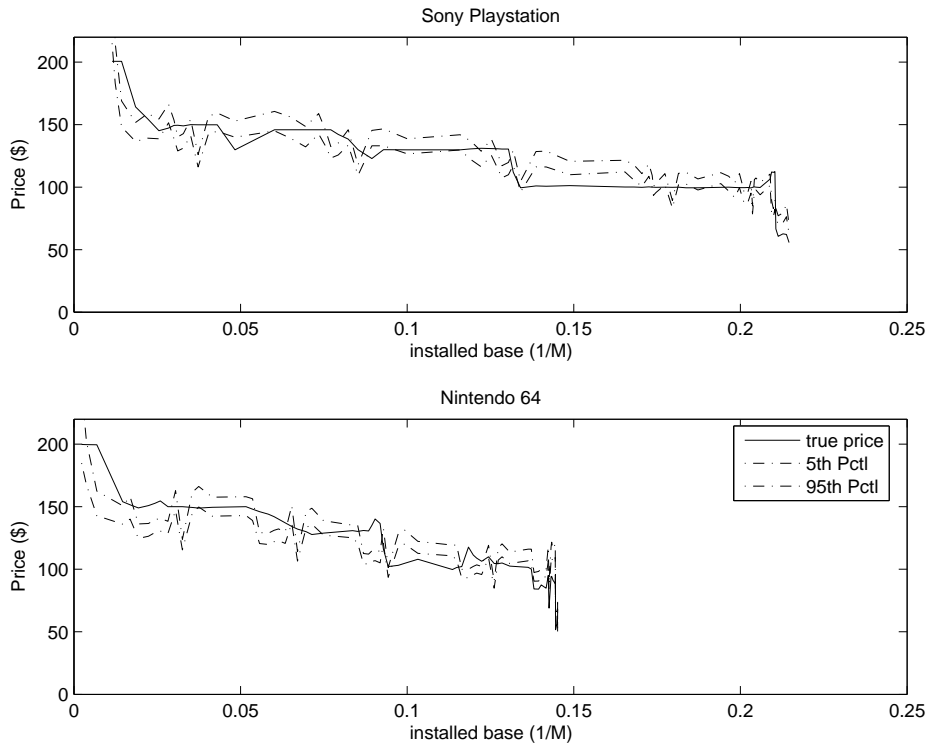 Sony Playstation
200
150
100
50
0
Price ($)
0
0.05
0.1
0.15
0.2
0.25
installed base (1/M)
Nintendo 64
200
150
100
50
0
Price ($)
true price
5th Pctl
95th Pctl
0
0.05
0.1
0.15
0.2
0.25
installed base (1/M)